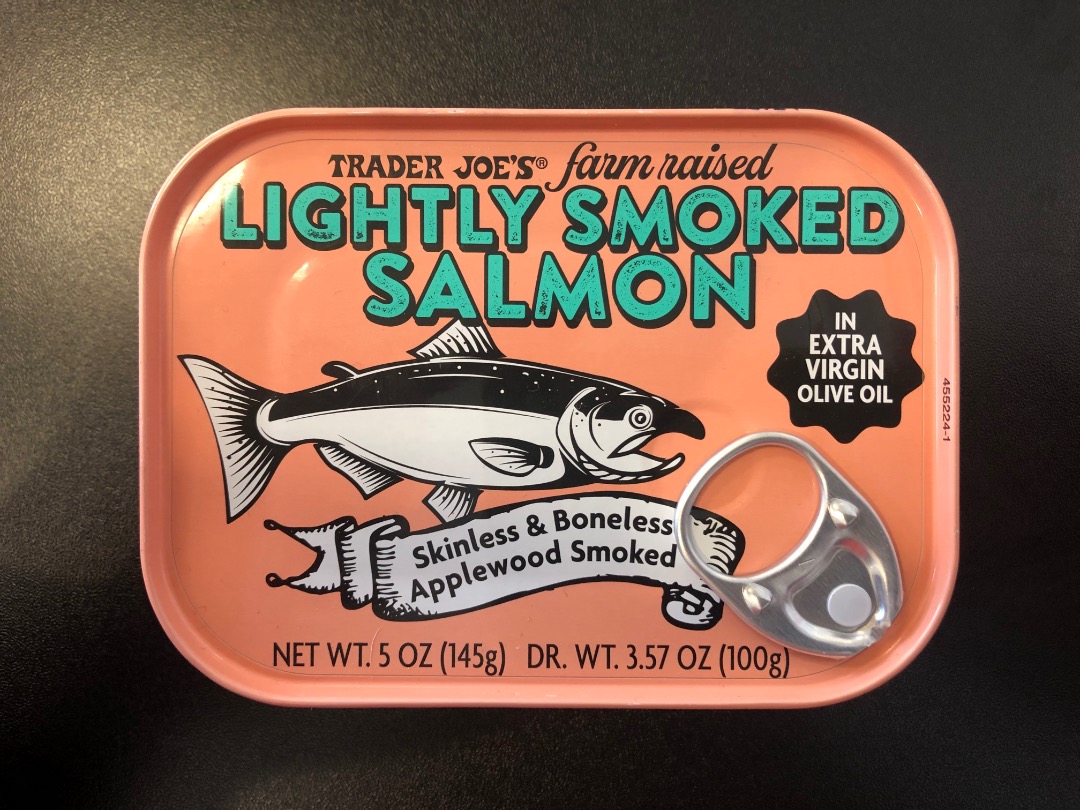 TRADER JOE'S® farm raised
LIGHTLY SMOKED
SALMON
IN
EXTRA
VIRGIN
OLIVE OIL
455224-1
Skinless & Boneless
Applewood Smoked
NET WT. 5 OZ (145g) DR. WT. 3.57 OZ (100g)